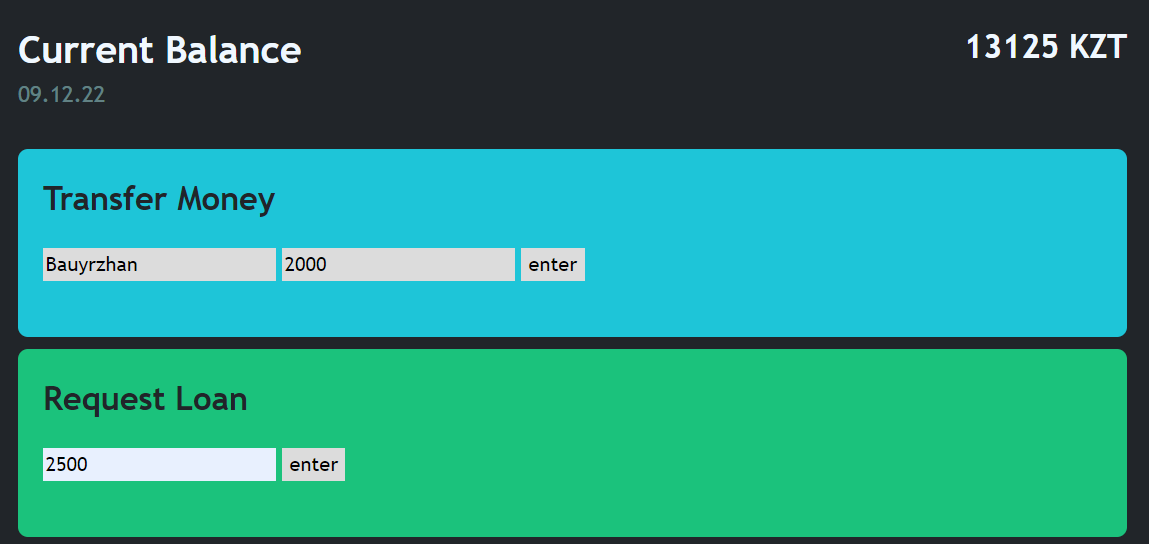 Current Balance
13125 KZT
09.12.22
Transfer Money
Bauyrzhan 2000 enter
Request Loan
2500 enter